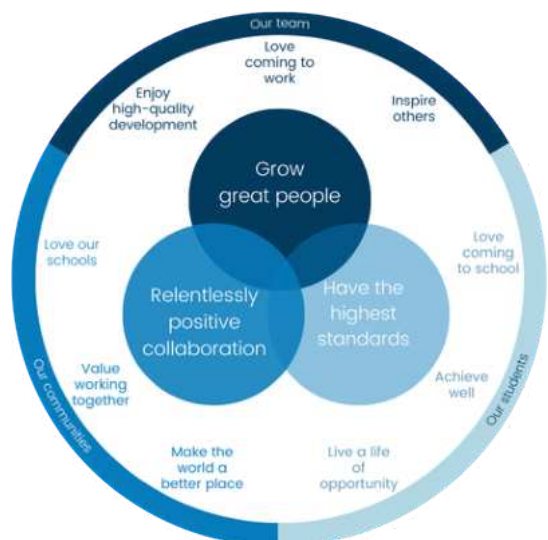 Our team
Love
coming to
work
Enjoy
high-quality
development
Inspire
others
Grow
great people
Love our
schools
Love
coming
to school
Relentlessly
positive
collaboration
Have the
highest
standards
Value
working
together
Achieve
well
Our communities
Our students
Make the
world a
better place
Live a life
of
opportunity